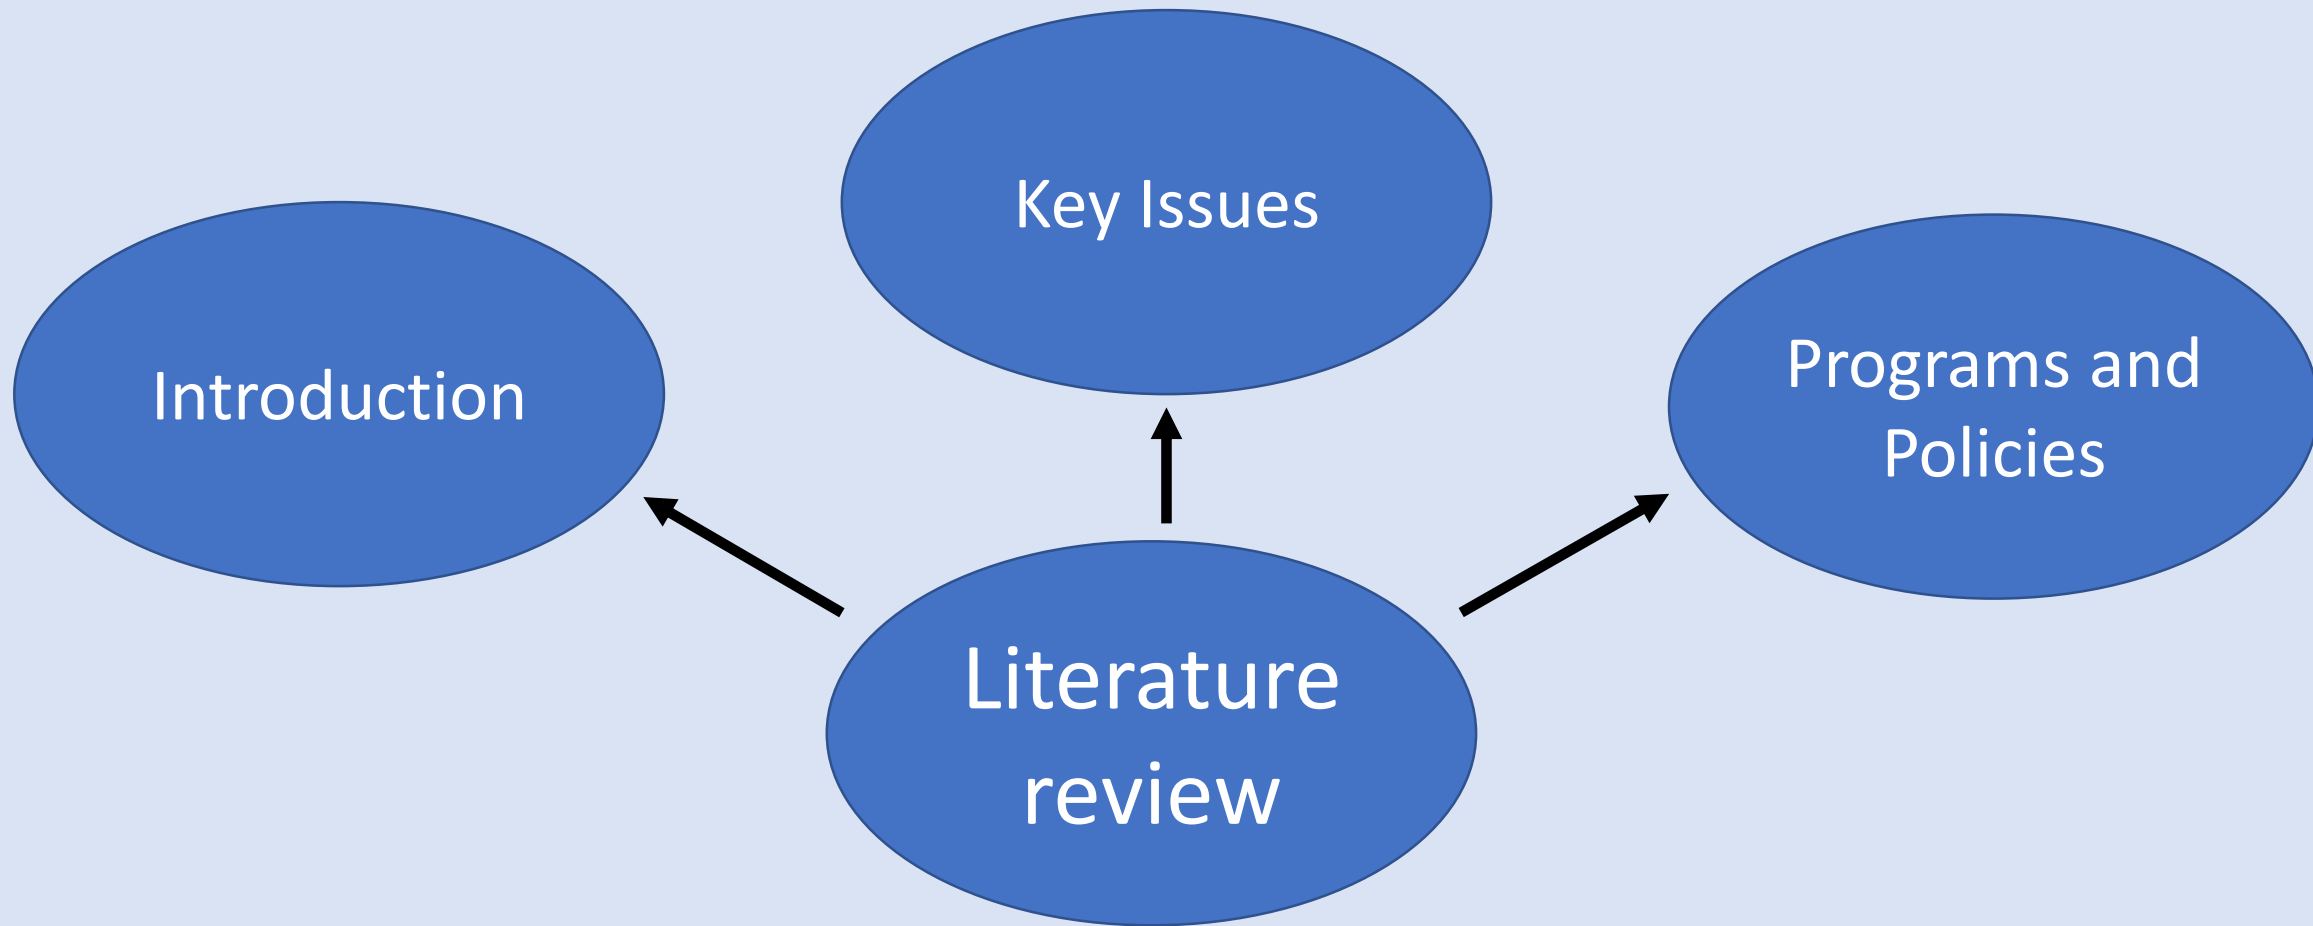 Key Issues
Introduction
Programs and
Policies
Literature
review